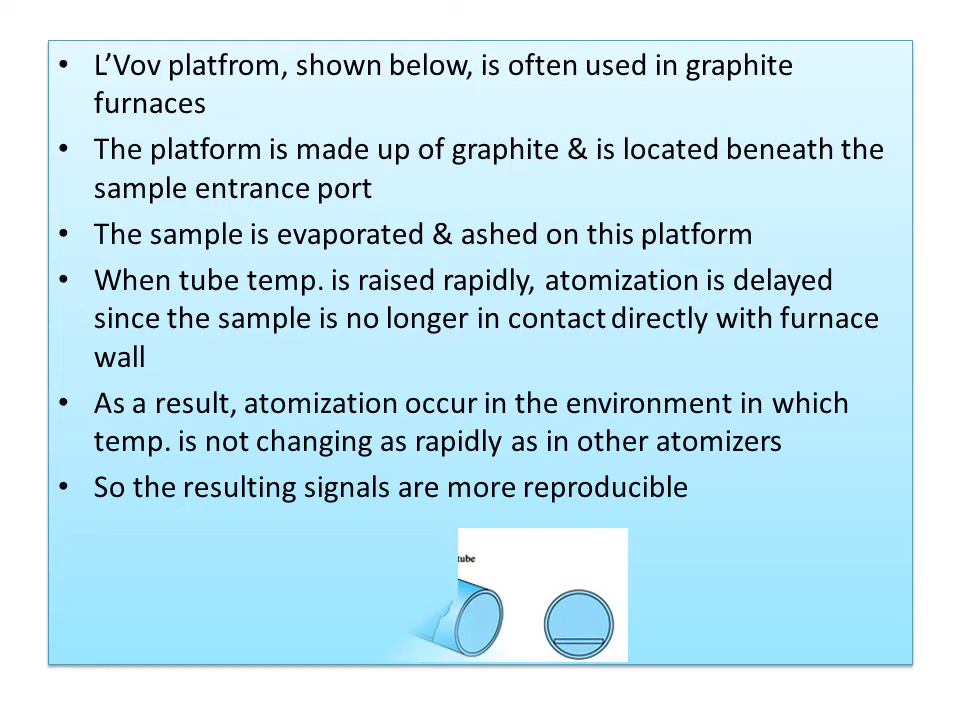 • L’Vov platfrom, shown below, is often used in graphite
furnaces
• The platform is made up of graphite & is located beneath the
sample entrance port
• The sample is evaporated & ashed on this platform
• When tube temp. is raised rapidly, atomization is delayed
since the sample is no longer in contact directly with furnace
wall
• As a result, atomization occur in the environment in which
temp. is not changing as rapidly as in other atomizers
• So the resulting signals are more reproducible
tube